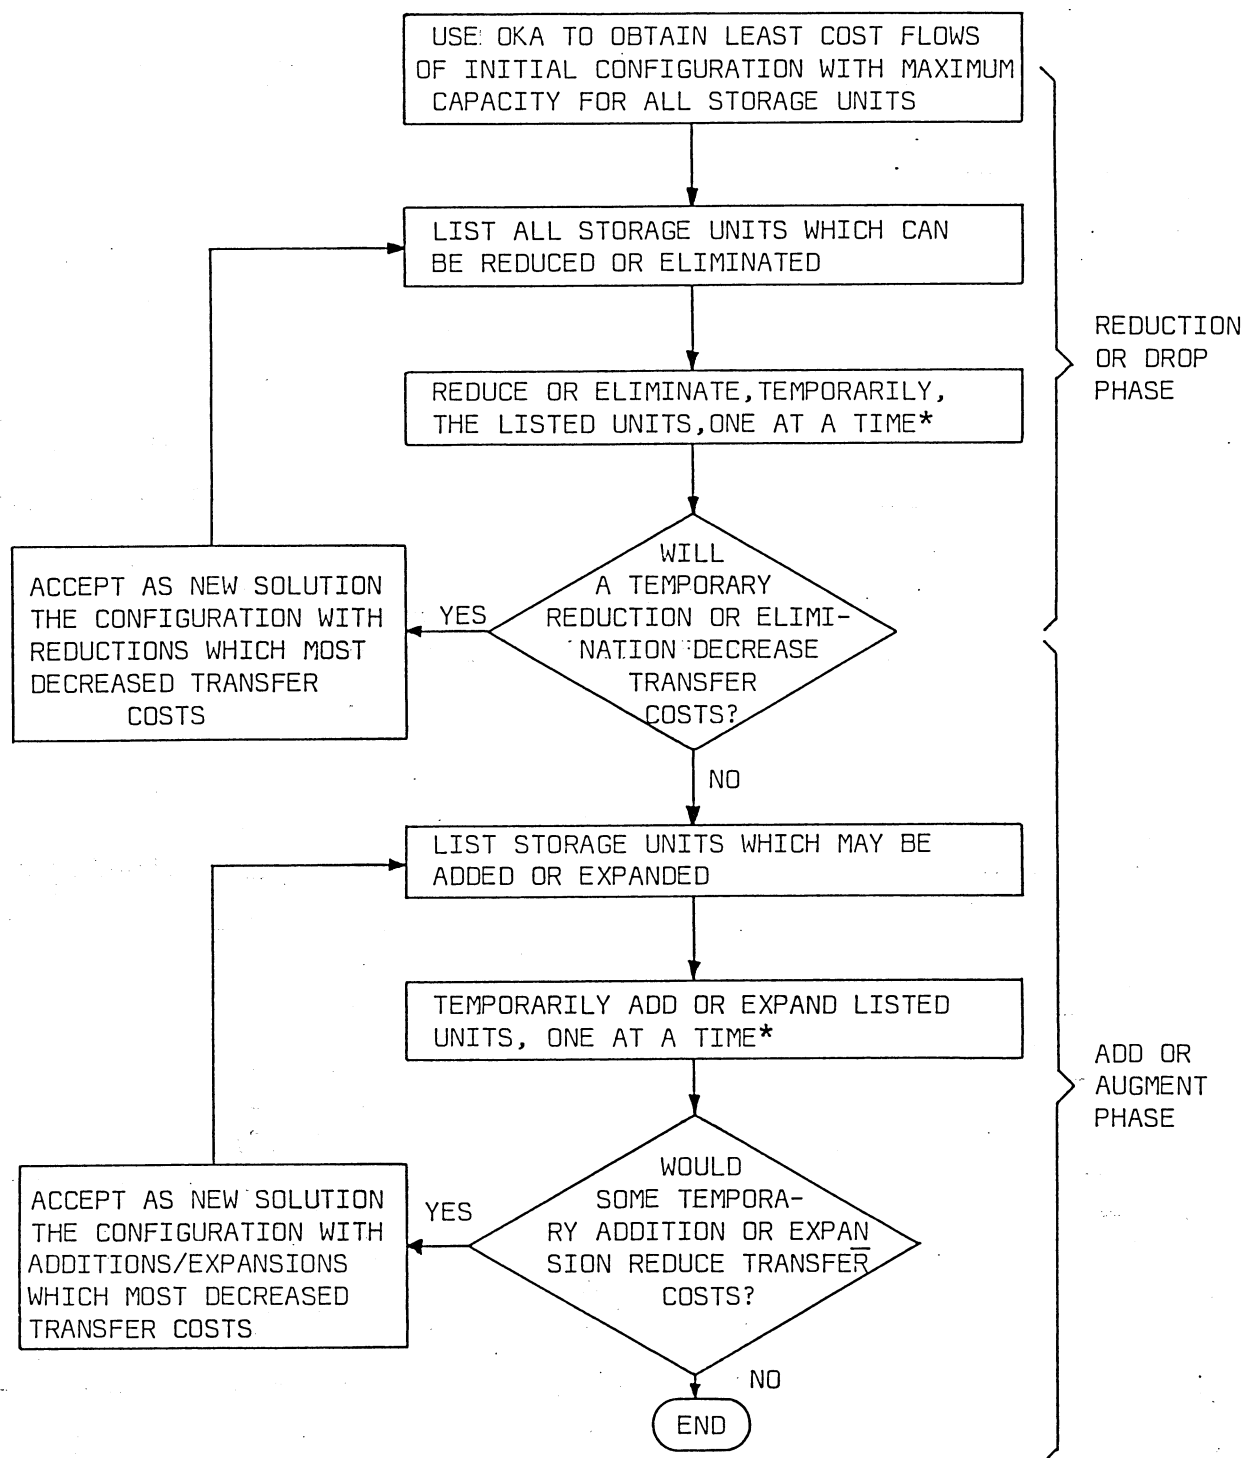 USE OKA TO OBTAIN LEAST COST FLOWS
OF INITIAL CONFIGURATION WITH MAXIMUM
CAPACITY FOR ALL STORAGE UNITS
LIST ALL STORAGE UNITS WHICH CAN
BE REDUCED OR ELIMINATED
REDUCTION
OR DROP
PHASE
REDUCE OR ELIMINATE, TEMPORARILY,
THE LISTED UNITS, ONE AT A TIME*
WILL
A TEMPORARY
REDUCTION OR ELIMI-
NATION DECREASE
TRANSFER
COSTS?
YES
ACCEPT AS NEW SOLUTION
THE CONFIGURATION WITH
REDUCTIONS WHICH MOST
DECREASED TRANSFER
COSTS
NO
LIST STORAGE UNITS WHICH MAY BE
ADDED OR EXPANDED
TEMPORARILY ADD OR EXPAND LISTED
UNITS, ONE AT A TIME*
ADD OR
AUGMENT
PHASE
WOULD
SOME TEMPORA-
RY ADDITION OR EXPAN
SION REDUCE TRANSFER
COSTS?
YES
ACCEPT AS NEW SOLUTION
THE CONFIGURATION WITH
ADDITIONS/EXPANSIONS
WHICH MOST DECREASED
TRANSFER COSTS
NO
END